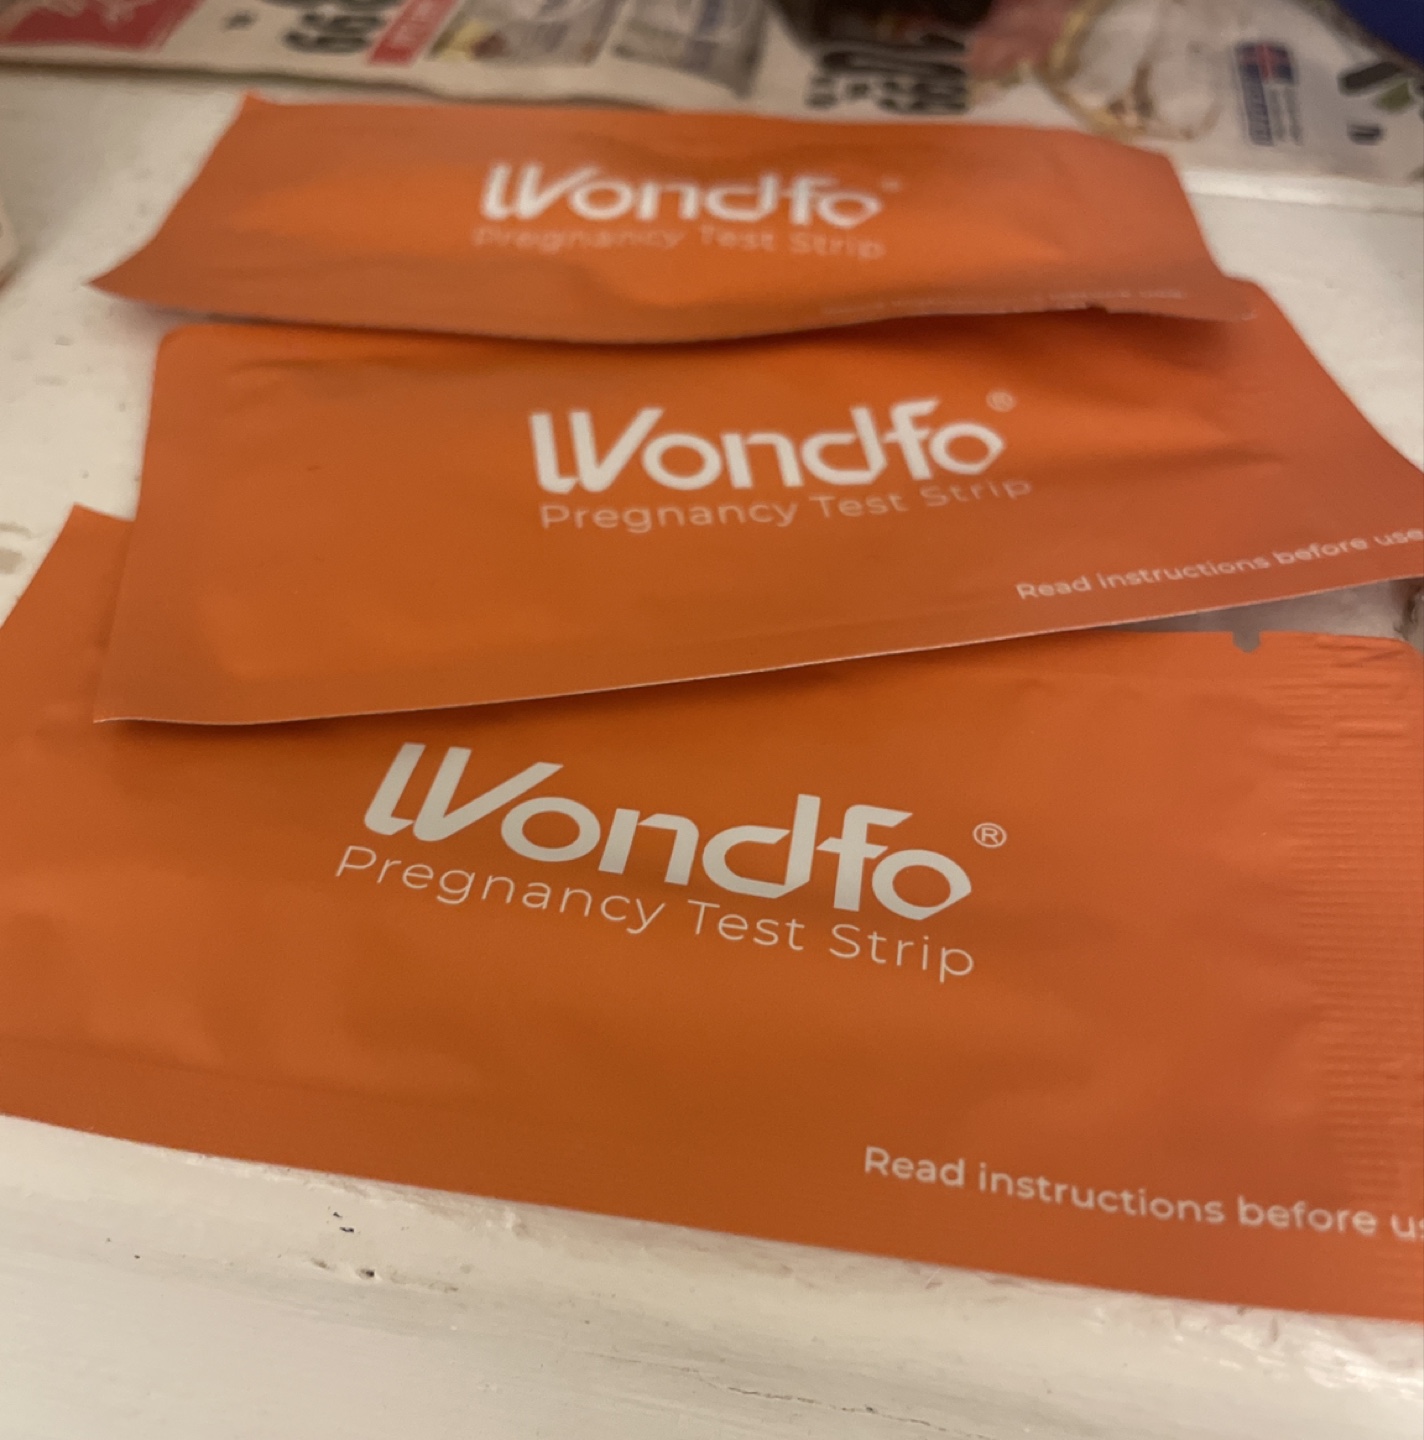 Wondfo®
Pregnancy Test Strip
Wondfo®
Pregnancy Test Strip
Read instructions before use
Wondfo®
Pregnancy Test Strip
Read instructions before